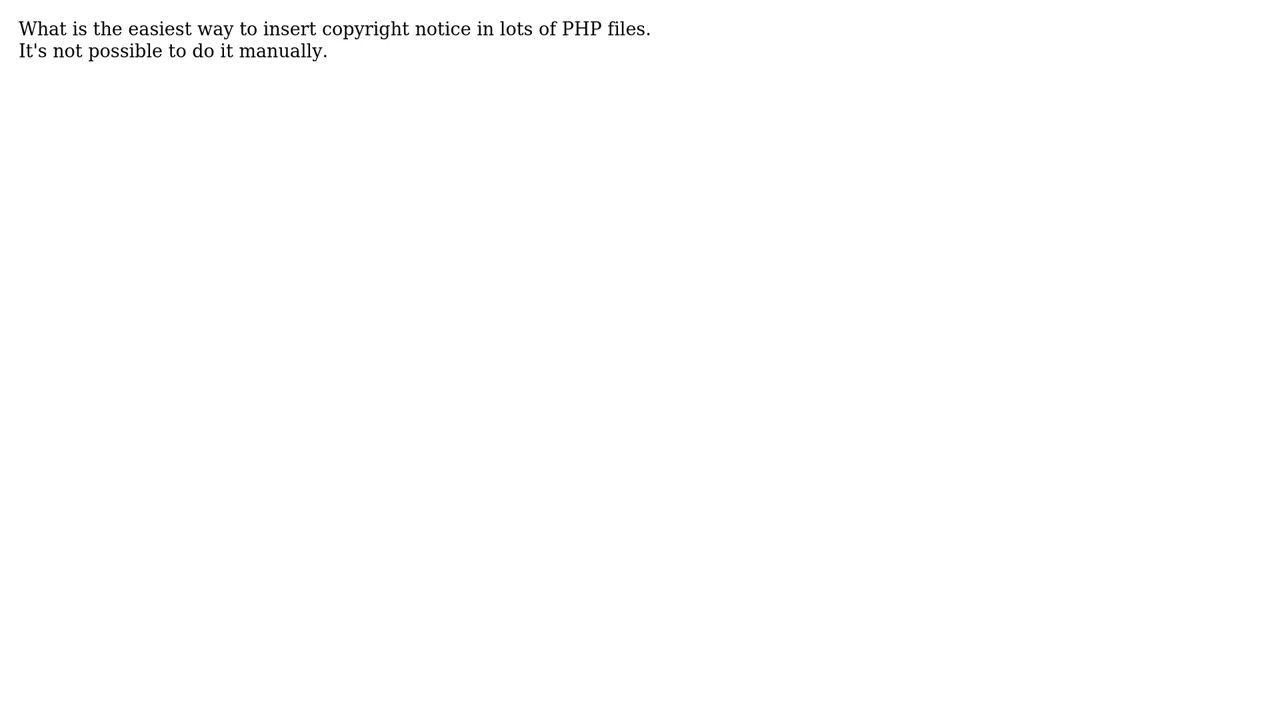 What is the easiest way to insert copyright notice in lots of PHP files.
It's not possible to do it manually.